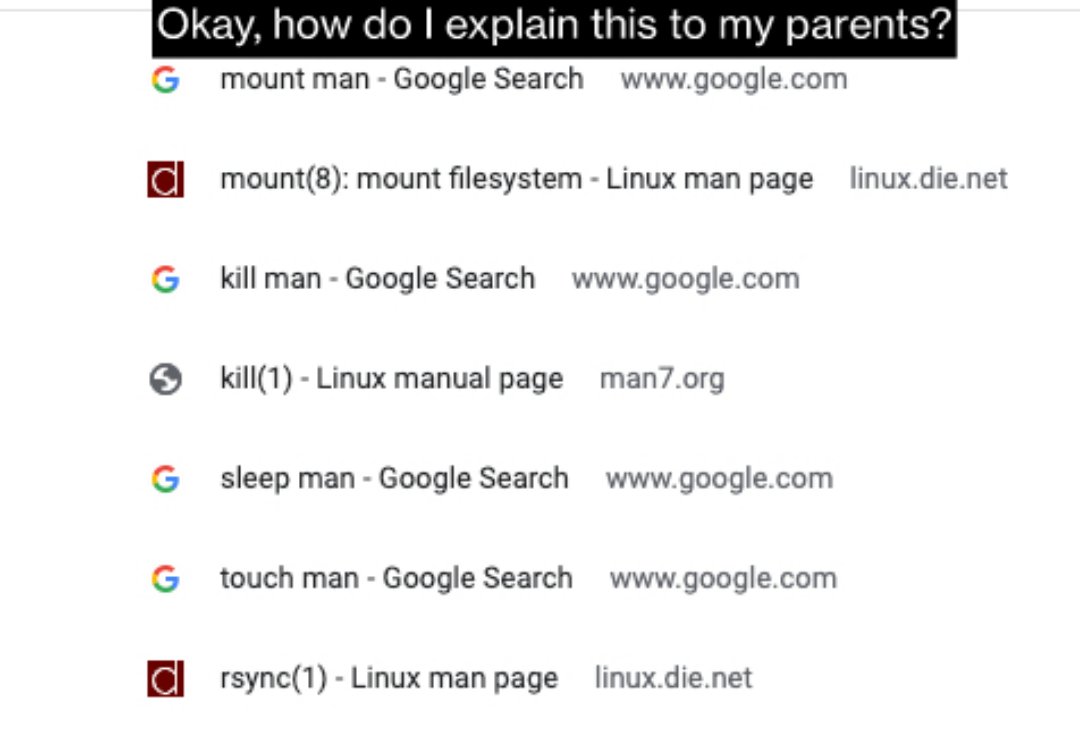 Okay, how do I explain this to my parents?
mount man - Google Search www.google.com
mount(8): mount filesystem - Linux man page linux.die.net
kill man - Google Search www.google.com
kill(1) - Linux manual page man7.org
sleep man - Google Search www.google.com
touch man - Google Search www.google.com
rsync(1) - Linux man page linux.die.net